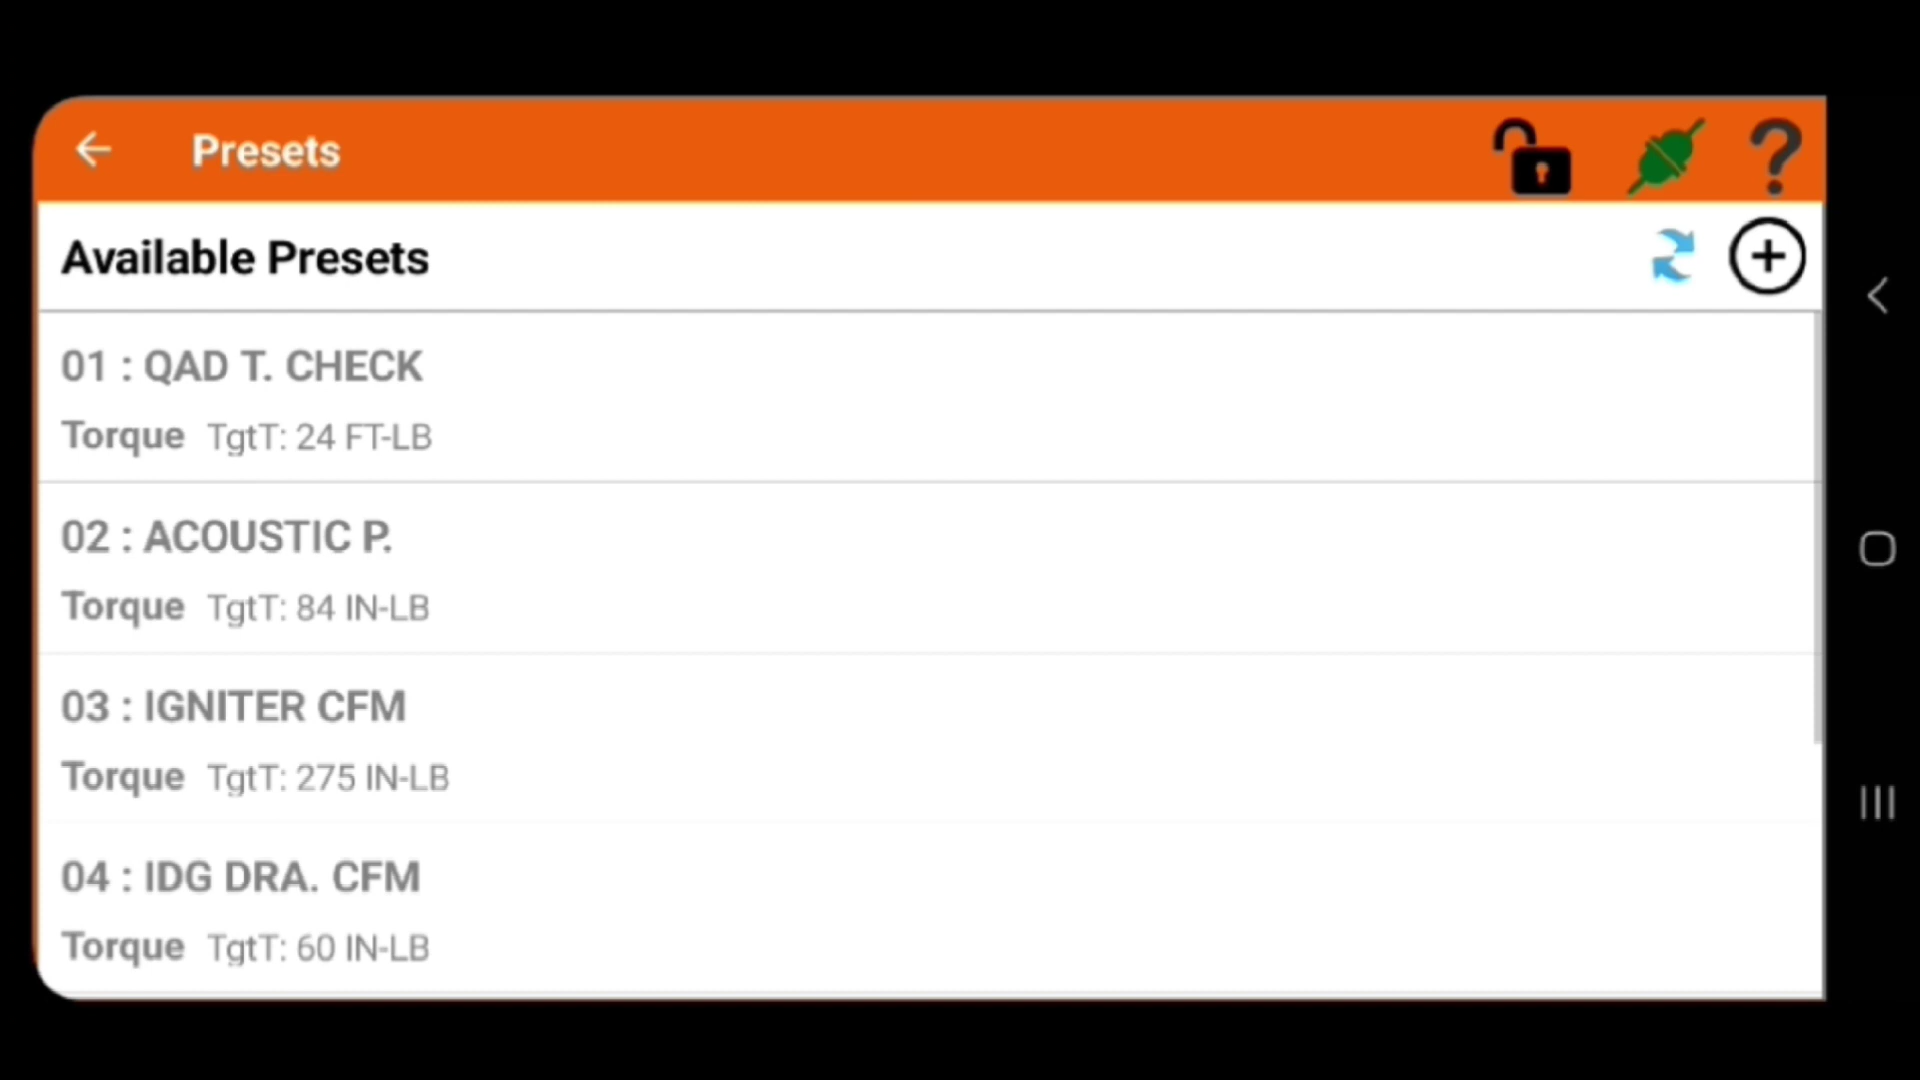 Presets
Available Presets
01 : QAD T. CHECK
Torque TgtT: 24 FT-LB
02 : ACOUSTIC P.
Torque TgtT: 84 IN-LB
03 : IGNITER CFM
Torque TgtT: 275 IN-LB
04 : IDG DRA. CFM
Torque TgtT: 60 IN-LB